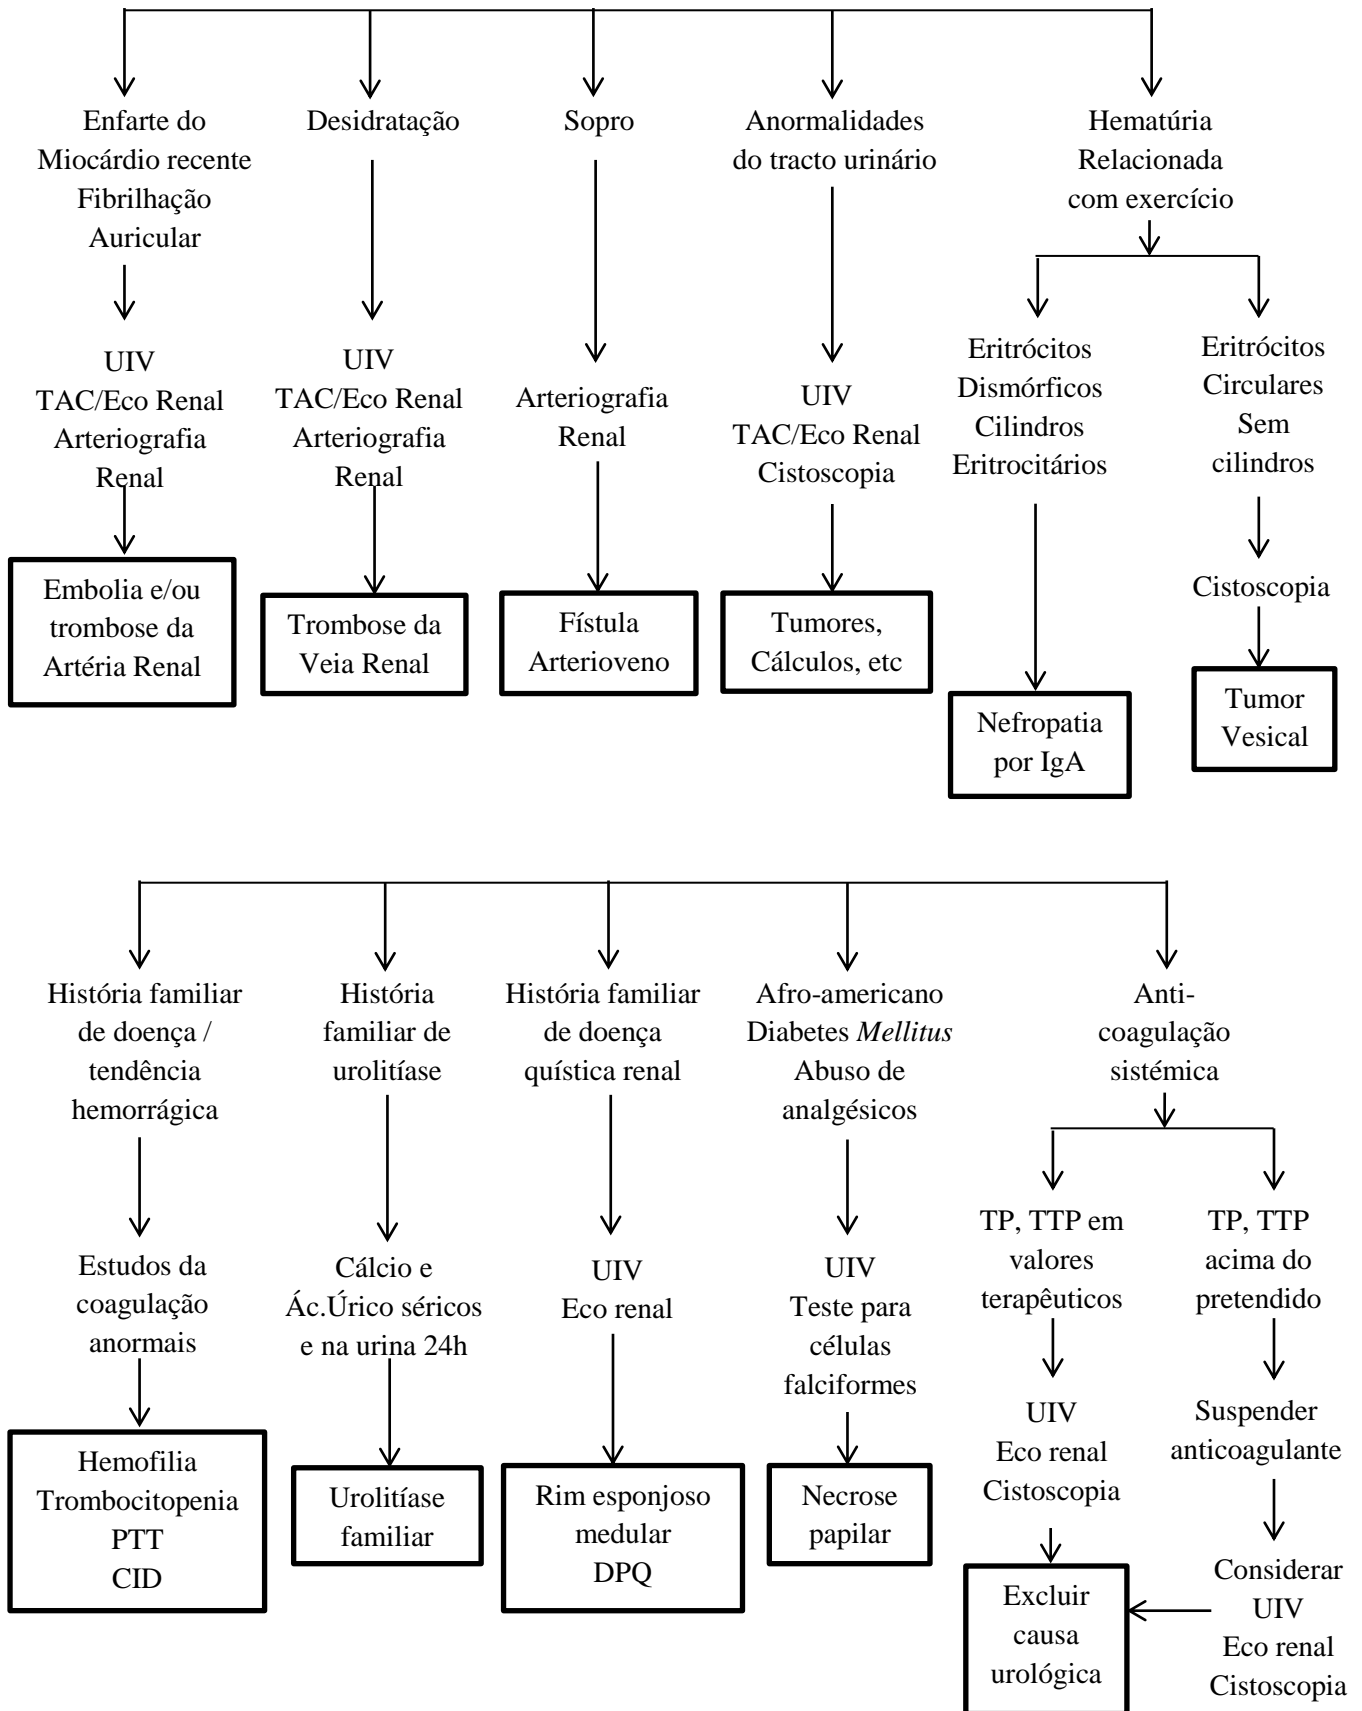 Enfarte do
Miocárdio recente
Fibrilhação
Auricular
UIV
TAC/Eco Renal
Arteriografia
Renal
Embolia e/ou
trombose da
Artéria Renal
Desidratação
UIV
TAC/Eco Renal
Arteriografia
Renal
Trombose da
Veia Renal
Sopro
Arteriografia
Renal
Fístula
Arterioveno
Anormalidades
do tracto urinário
UIV
TAC/Eco Renal
Cistoscopia
Tumores,
Cálculos, etc
Hematúria
Relacionada
com exercício
Eritrócitos
Dismórficos
Cilindros
Eritrocitários
Nefropatia
por IgA
Eritrócitos
Circulares
Sem
cilindros
Cistoscopia
Tumor
Vesical
História familiar
de doença /
tendência
hemorrágica
Estudos da
coagulação
anormais
Hemofilia
Trombocitopenia
PTT
CID
História
familiar de
urolitíase
Cálcio e
Ác.Úrico séricos
e na urina 24h
Urolitíase
familiar
História familiar
de doença
quística renal
UIV
Eco renal
Rim esponjoso
medular
DPQ
Afro-americano
Diabetes Mellitus
Abuso de
analgésicos
UIV
Teste para
células
falciformes
Necrose
papilar
Anti-
coagulação
sistémica
TP, TTP em
valores
terapêuticos
UIV
Eco renal
Cistoscopia
Excluir
causa
urológica
TP, TTP
acima do
pretendido
Suspender
anticoagulante
Considerar
UIV
Eco renal
Cistoscopia